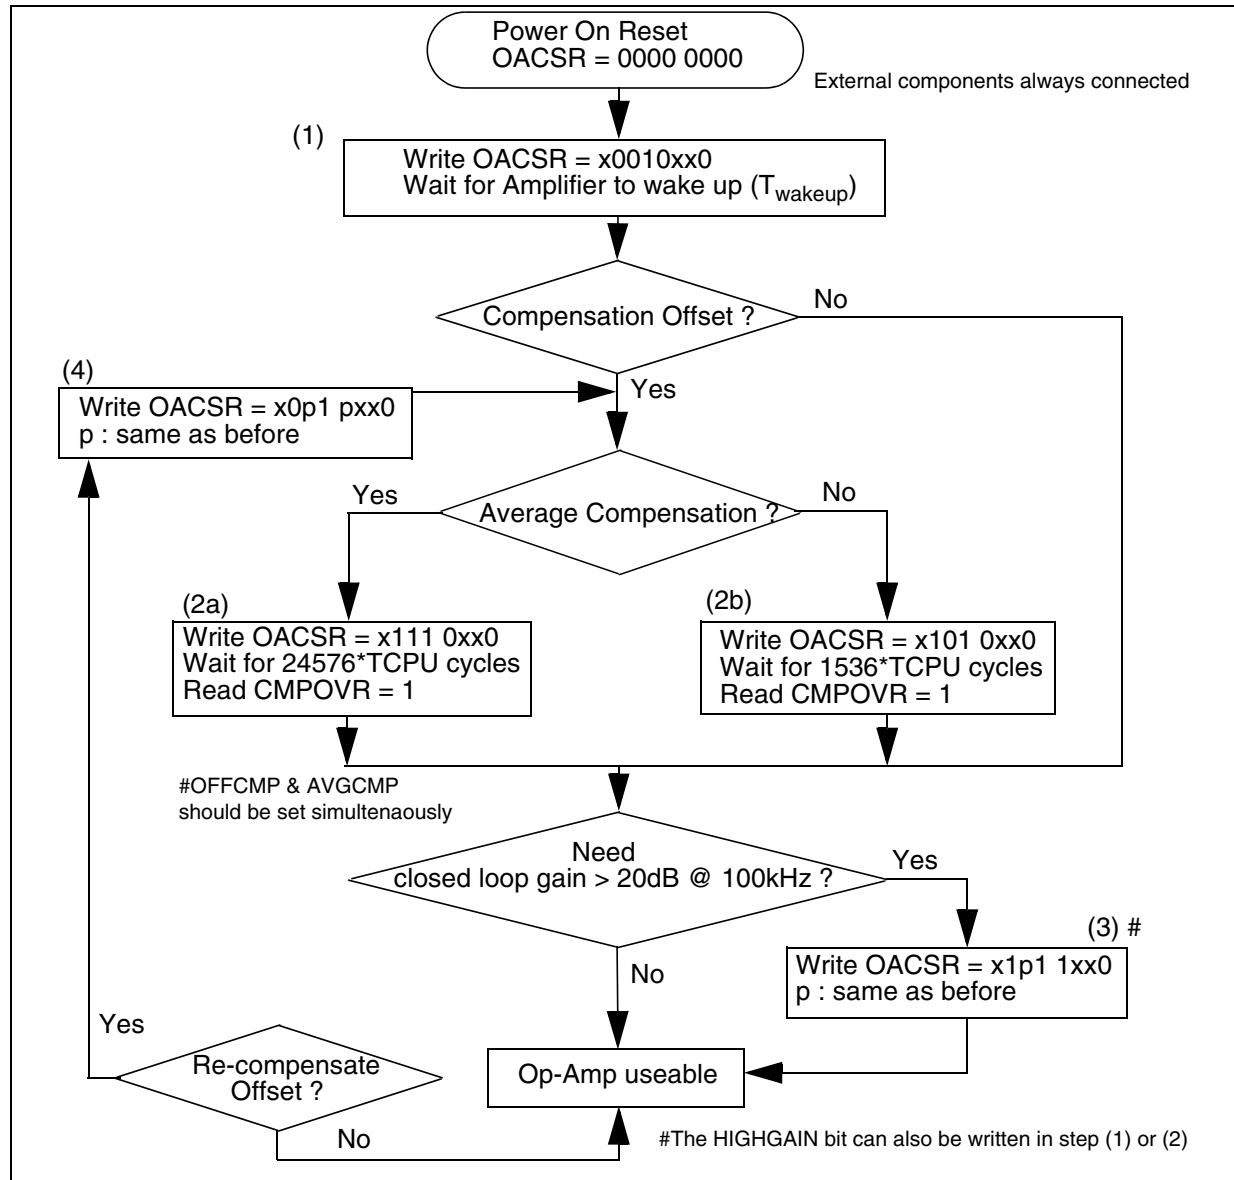 Power On Reset
OACSR = 0000 0000
External components always connected
(1)
Write OACSR = x0010xx0
Wait for Amplifier to wake up (Twakeup)
Compensation Offset ?
No
Yes
(4)
Write OACSR = x0p1 pxx0
p : same as before
Average Compensation ?
Yes
No
(2a)
Write OACSR = x111 0xx0
Wait for 24576*TCPU cycles
Read CMPOVR = 1
(2b)
Write OACSR = x101 0xx0
Wait for 1536*TCPU cycles
Read CMPOVR = 1
#OFFCMP & AVGCMP
should be set simultenaously
Need
closed loop gain > 20dB @ 100kHz ?
Yes
No
(3) #
Write OACSR = x1p1 1xx0
p : same as before
Yes
Re-compensate
Offset ?
No
Op-Amp useable
#The HIGHGAIN bit can also be written in step (1) or (2)